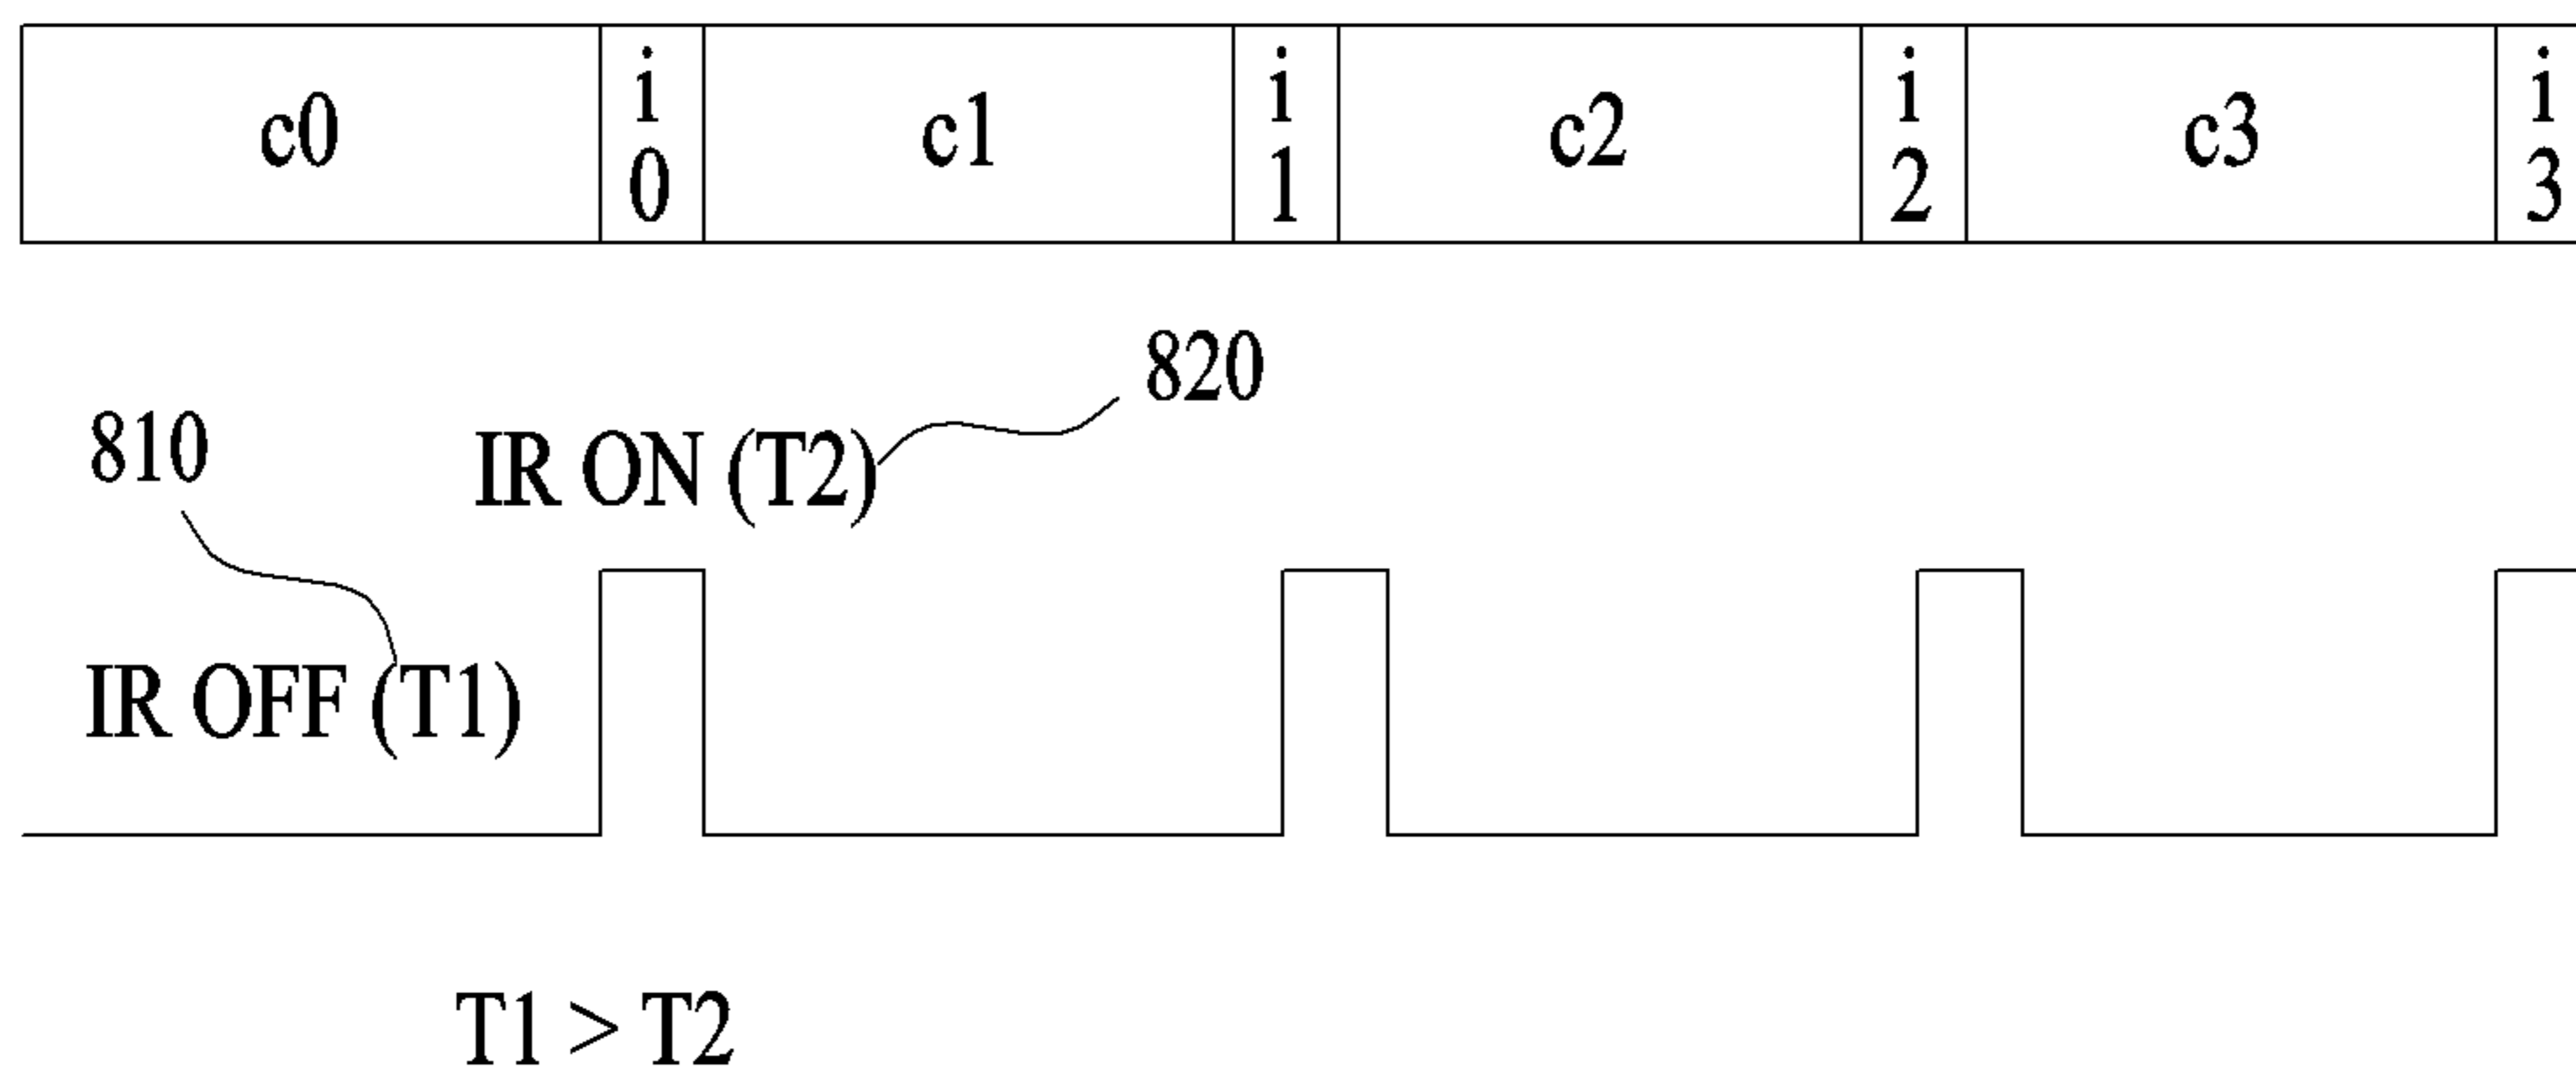 c0
i
0
c1
i
1
c2
i
2
c3
i
3
820
810
IR ON (T2)
IR OFF (T1)
T1 > T2